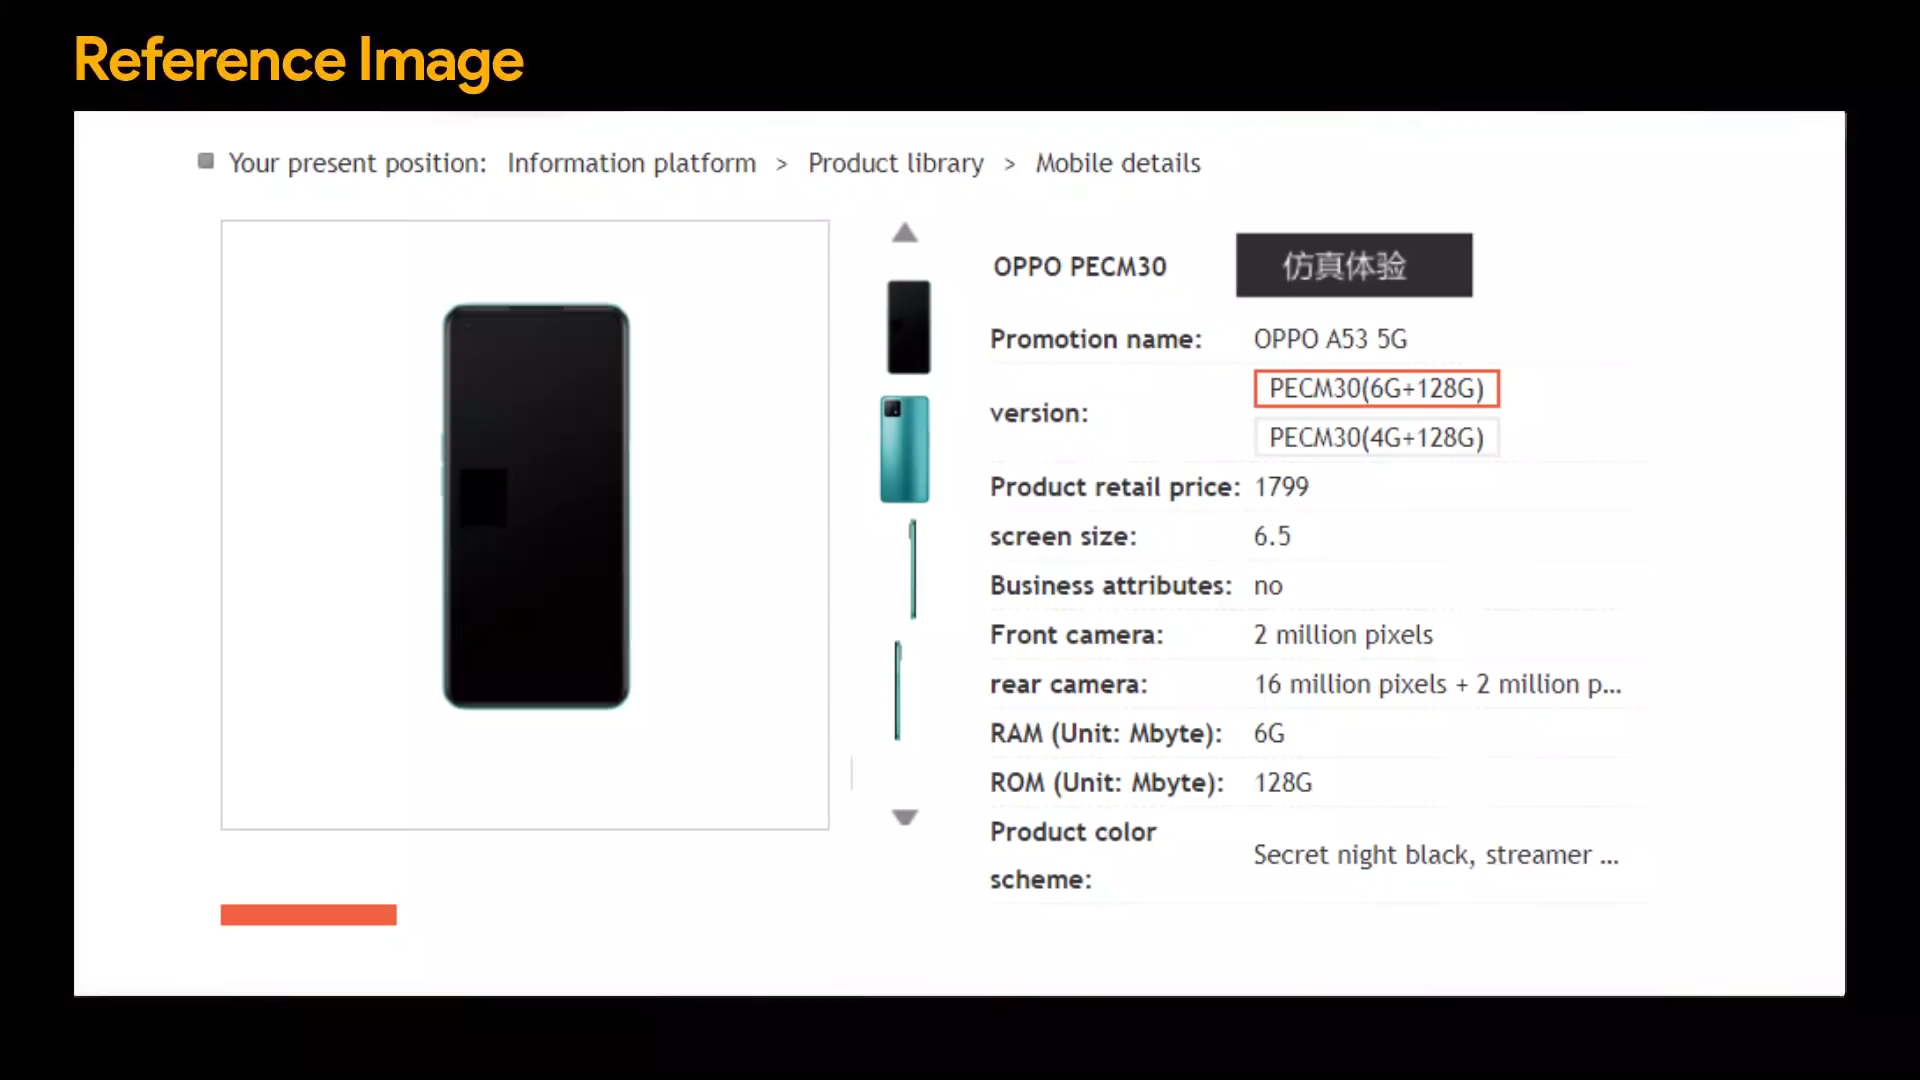 Reference Image
Your present position: Information platform > Product library > Mobile details
OPPO PECM30
仿真体验
Promotion name: OPPO A53 5G
version:
PECM30(6G+128G)
PECM30(4G+128G)
Product retail price: 1799
screen size: 6.5
Business attributes: no
Front camera: 2 million pixels
rear camera: 16 million pixels + 2 million p...
RAM (Unit: Mbyte): 6G
ROM (Unit: Mbyte): 128G
Product color
scheme:
Secret night black, streamer ...